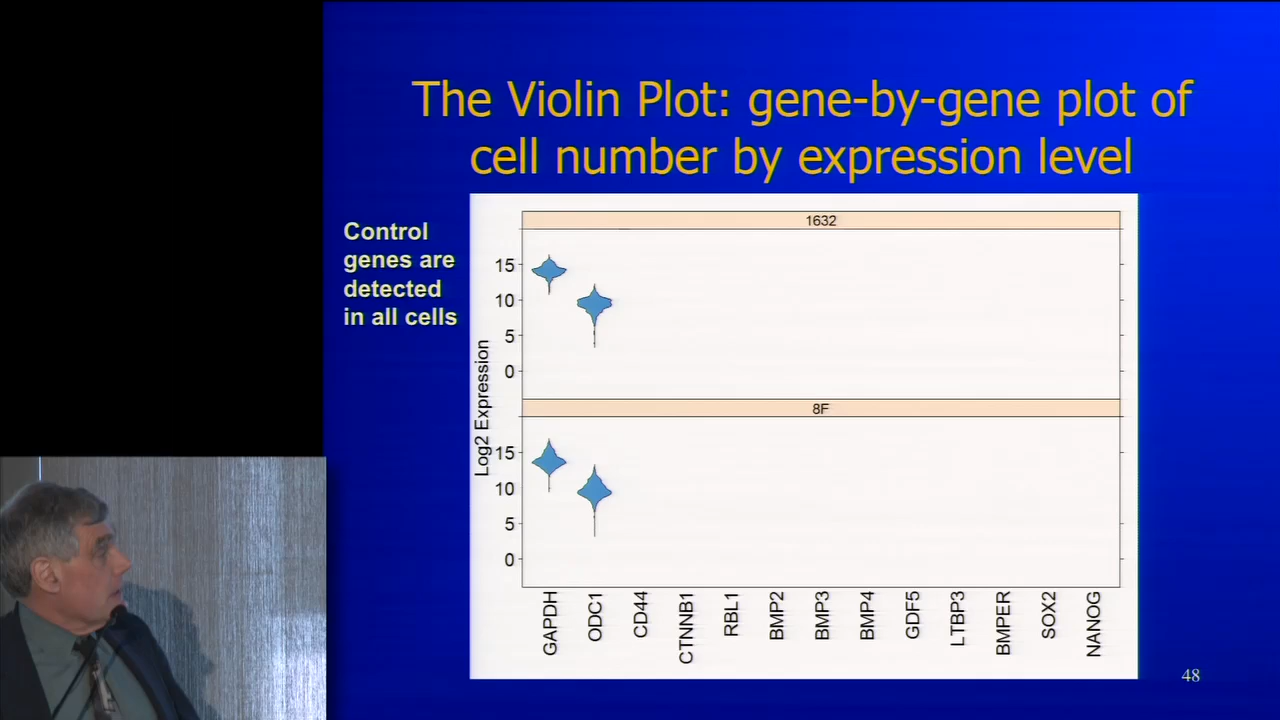 The Violin Plot: gene-by-gene plot of
cell number by expression level
Control
genes are
detected
in all cells
Log2 Expression
1632
15
10
5
0
8F
15
10
5
0
GAPDH
ODC1
CD44
CTNNB1
RBL1
BMP2
BMP3
BMP4
GDF5
LTBP3
BMPER
SOX2
NANOG
48